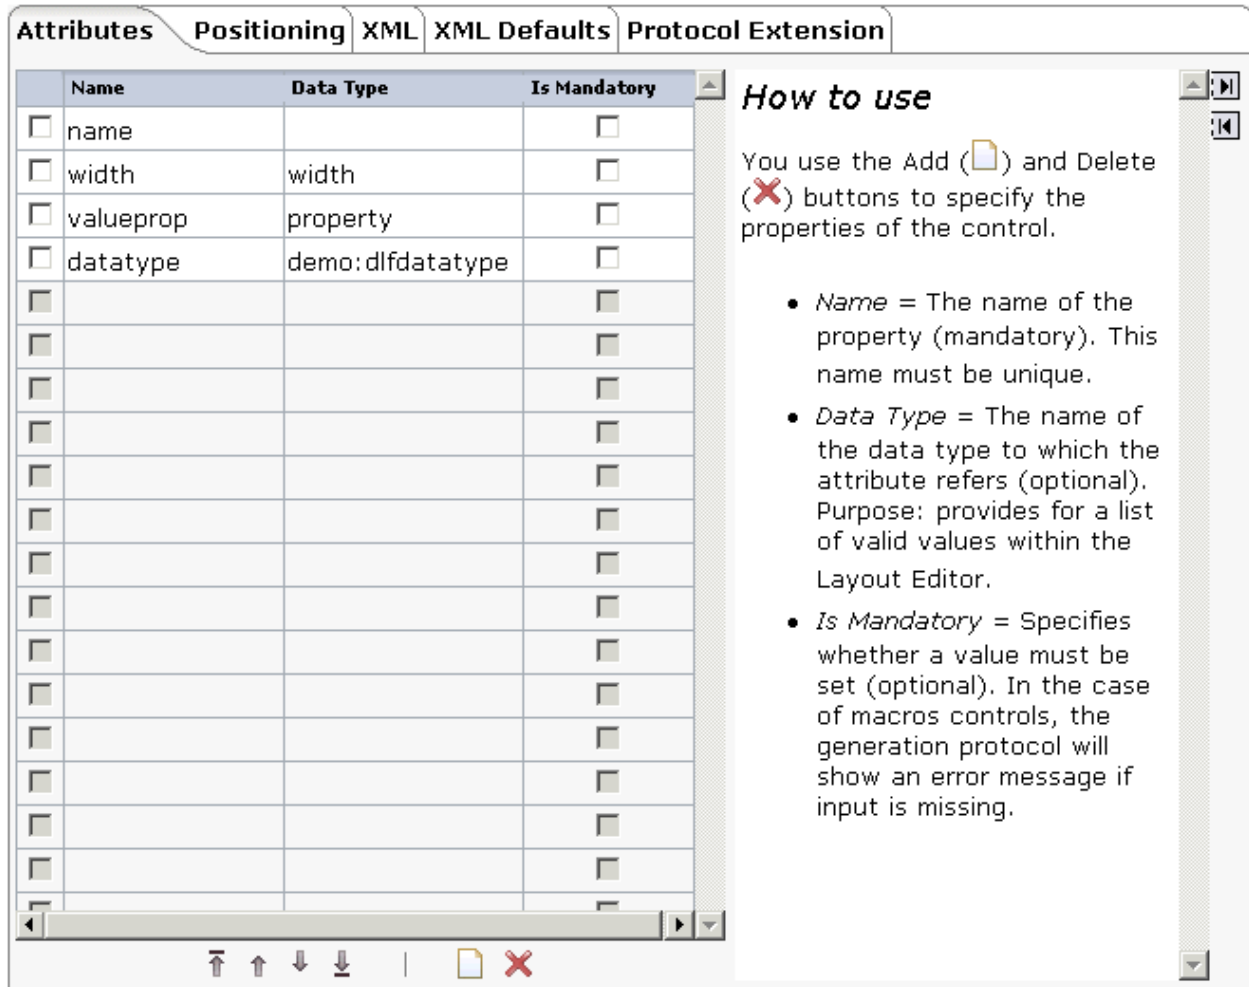 Attributes Positioning XML XML Defaults Protocol Extension
Name Data Type Is Mandatory
name
width width
valueprop property
datatype demo:dlfdatatype
How to use
You use the Add ( ) and Delete
( ) buttons to specify the
properties of the control.
• Name = The name of the
property (mandatory). This
name must be unique.
• Data Type = The name of
the data type to which the
attribute refers (optional).
Purpose: provides for a list
of valid values within the
Layout Editor.
• Is Mandatory = Specifies
whether a value must be
set (optional). In the case
of macros controls, the
generation protocol will
show an error message if
input is missing.